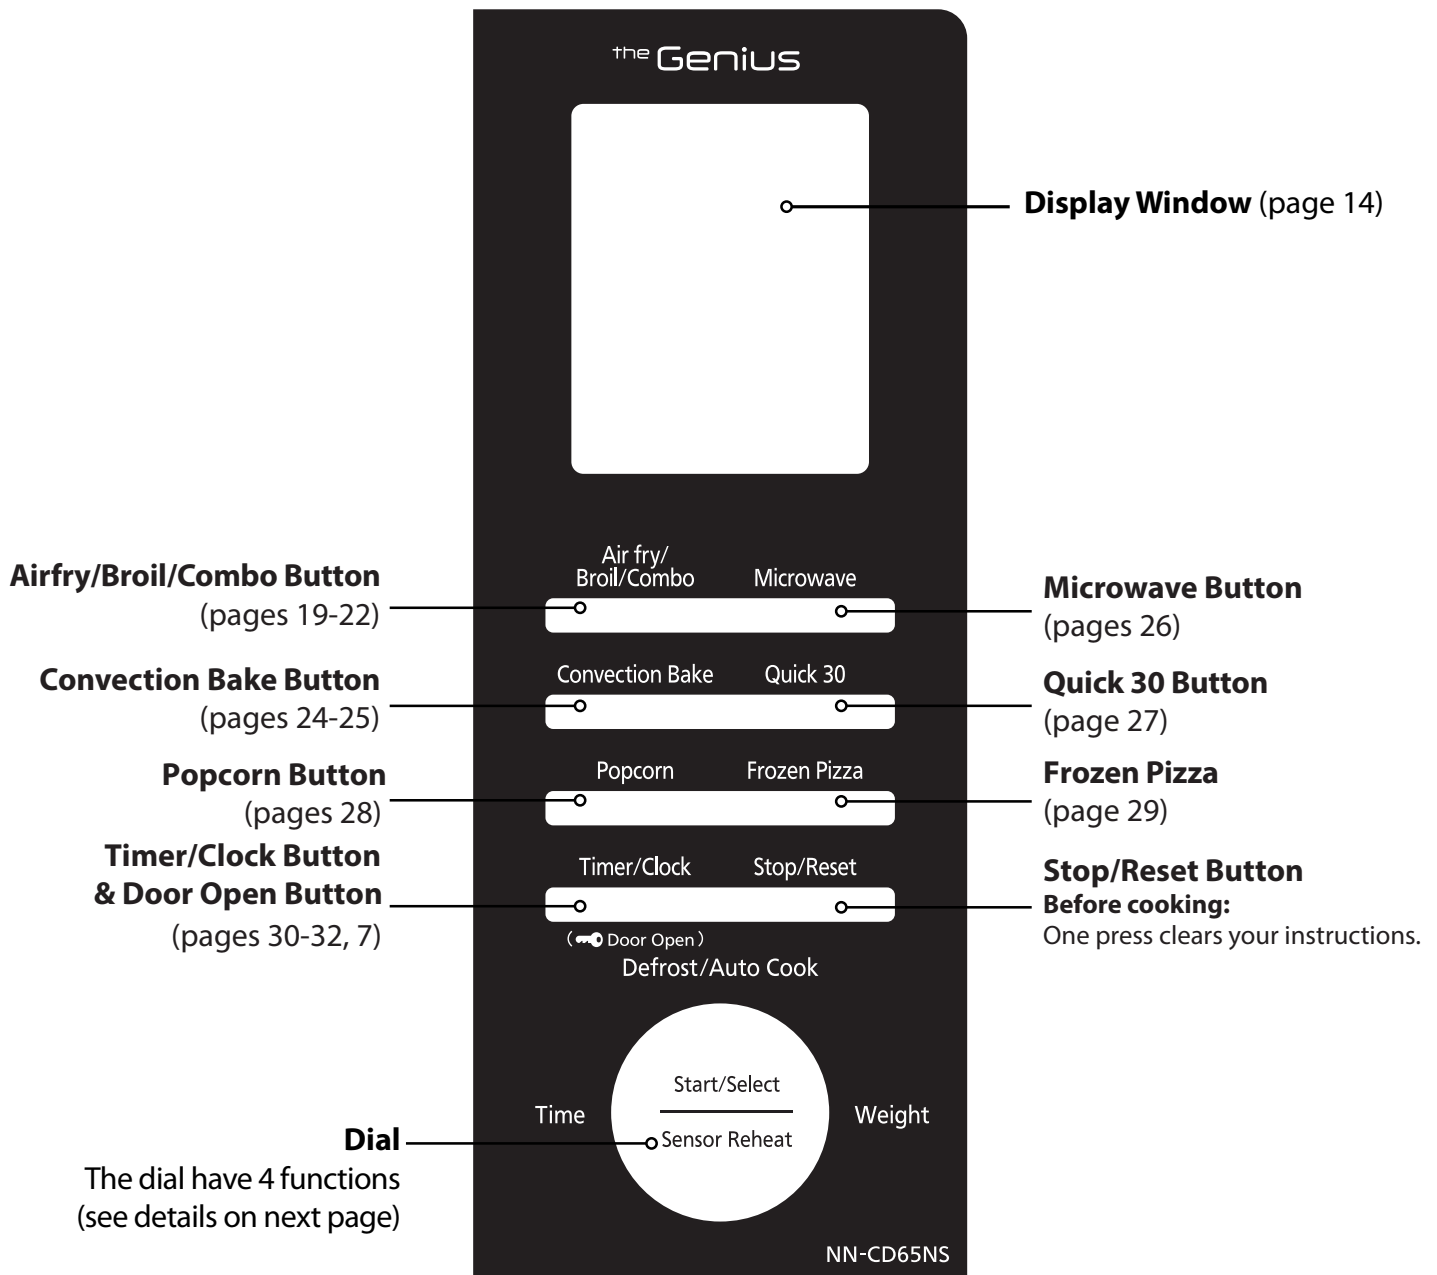 the Genius
Display Window (page 14)
Air fry/
Broil/Combo
Microwave
Airfry/Broil/Combo Button
(pages 19-22)
Microwave Button
(pages 26)
Convection Bake
Quick 30
Convection Bake Button
(pages 24-25)
Quick 30 Button
(page 27)
Popcorn
Frozen Pizza
Popcorn Button
(pages 28)
Frozen Pizza
(page 29)
Timer/Clock
Stop/Reset
Timer/Clock Button
& Door Open Button
(pages 30-32, 7)
Stop/Reset Button
Before cooking:
One press clears your instructions.
(Door Open)
Defrost/Auto Cook
Start/Select
Time
Weight
Sensor Reheat
Dial
The dial have 4 functions
(see details on next page)
NN-CD65NS